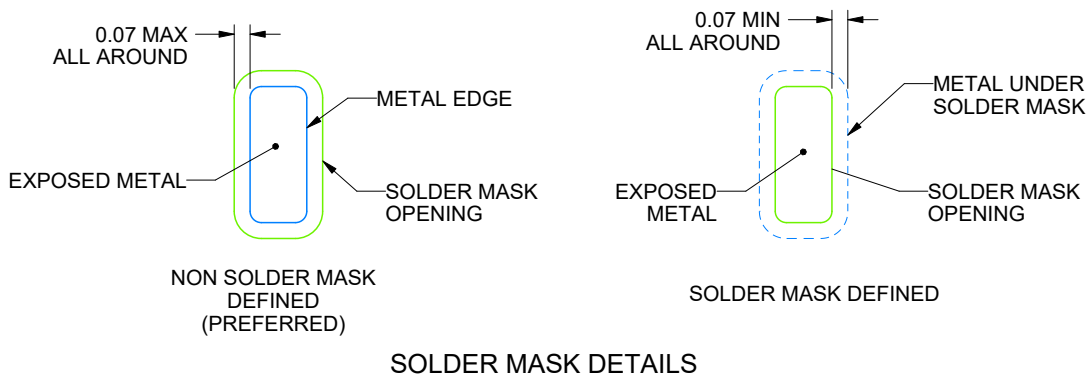 0.07 MAX
ALL AROUND
METAL EDGE
EXPOSED METAL
SOLDER MASK
OPENING
NON SOLDER MASK
DEFINED
(PREFERRED)
0.07 MIN
ALL AROUND
METAL UNDER
SOLDER MASK
EXPOSED
METAL
SOLDER MASK
OPENING
SOLDER MASK DEFINED
SOLDER MASK DETAILS